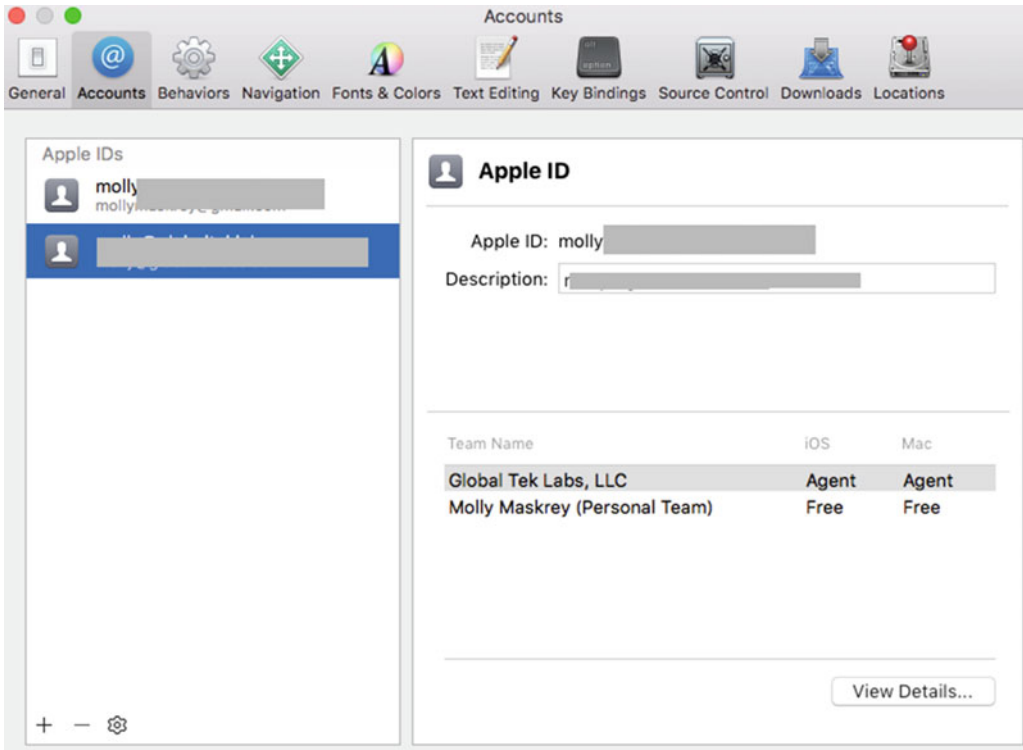 Accounts
General Accounts Behaviors Navigation Fonts & Colors Text Editing Key Bindings Source Control Downloads Locations
Apple IDs
molly
Apple ID
Apple ID: molly
Description:
Team Name iOS Mac
Global Tek Labs, LLC Agent Agent
Molly Maskrey (Personal Team) Free Free
View Details...